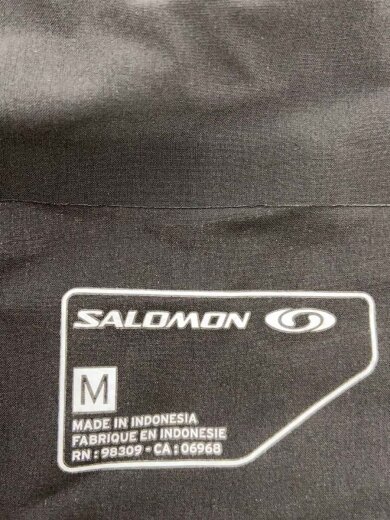 SALOMON
M
MADE IN INDONESIA
FABRIQUE EN INDONESIE
RN : 98309 - CA : 06968